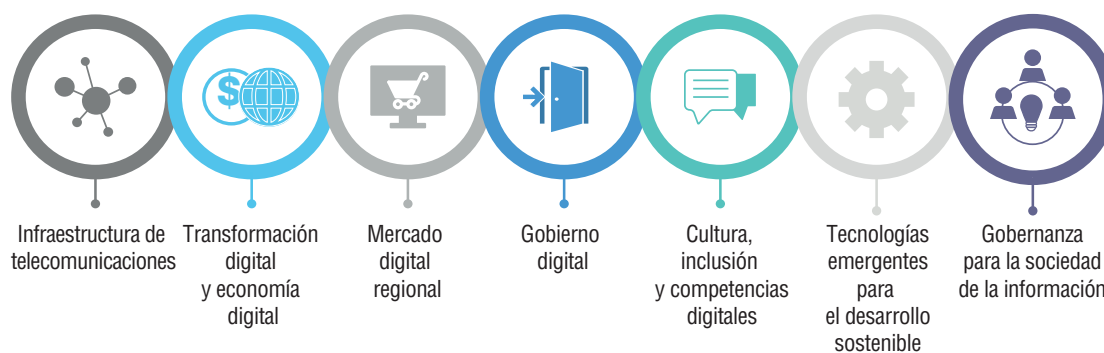 $
Infraestructura de
telecomunicaciones
Transformación
digital
y economía
digital
Mercado
digital
regional
Gobierno
digital
Cultura,
inclusión
y competencias
digitales
Tecnologías
emergentes
para
el desarrollo
sostenible
Gobernanza
para la sociedad
de la información